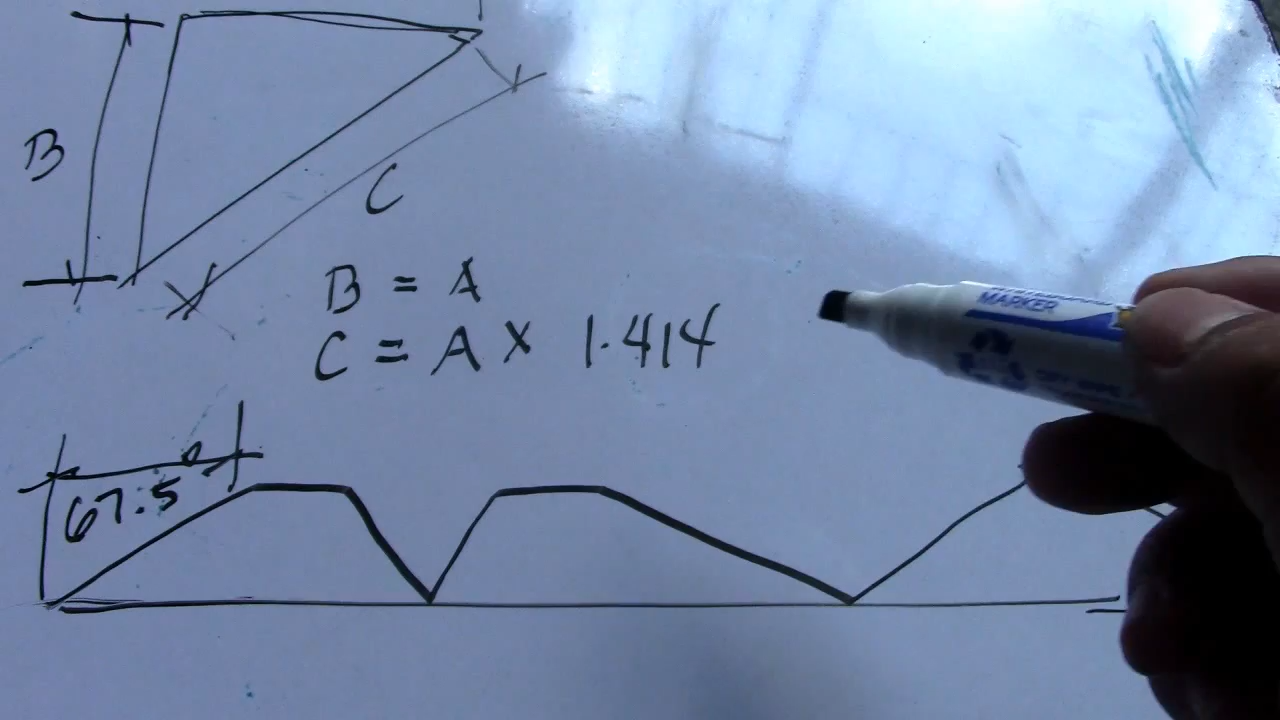 B
C
B = A
C = A x 1.414
67.5
MARKER